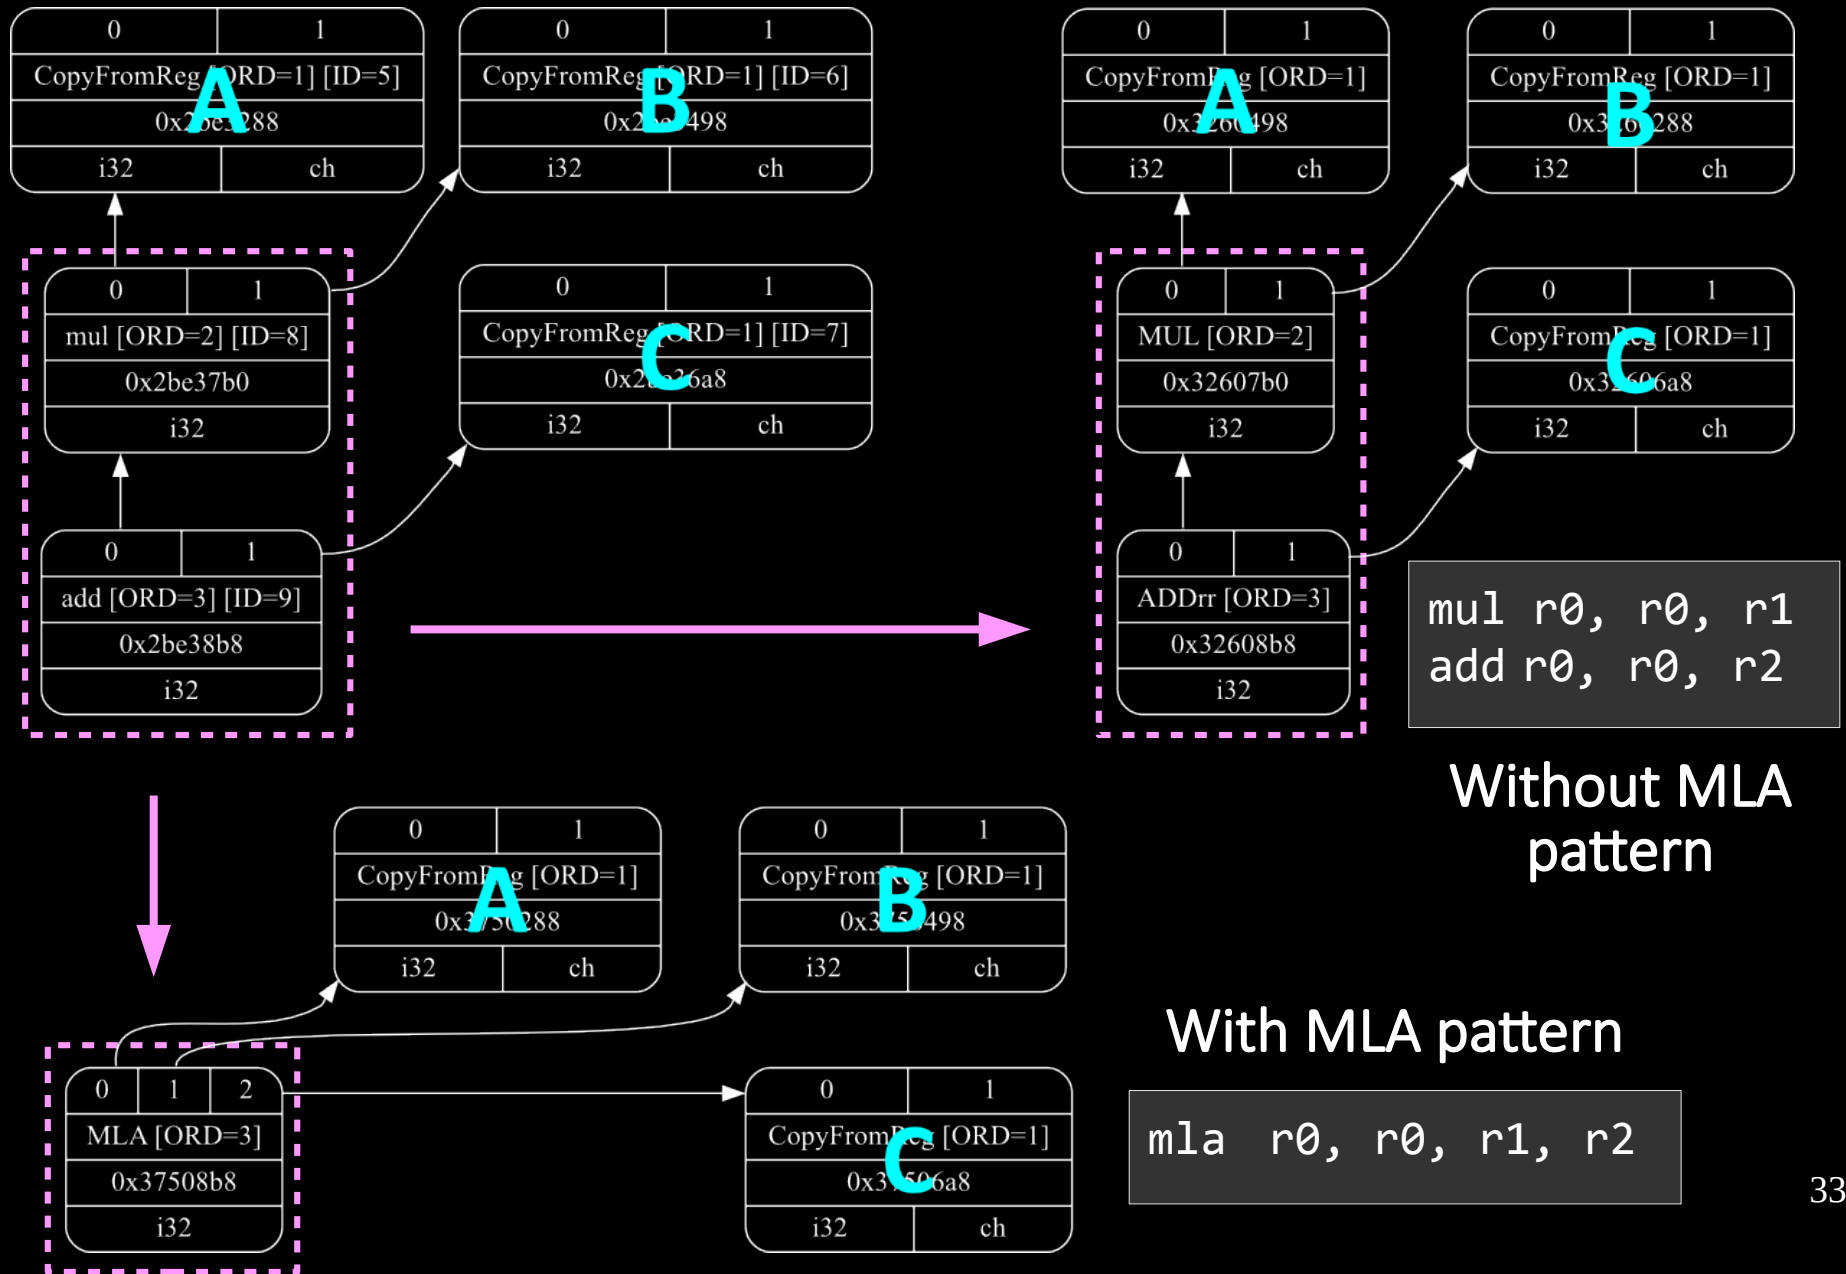 0 1
CopyFromReg [ORD=1] [ID=5]
A
i32 ch
0 1
CopyFromReg [ORD=1] [ID=6]
B
i32 ch
0 1
mul [ORD=2] [ID=8]
0x2be37b0
i32
0 1
CopyFromReg [ORD=1] [ID=7]
C
i32 ch
0 1
add [ORD=3] [ID=9]
0x2be38b8
i32
0 1
CopyFromReg [ORD=1]
A
i32 ch
0 1
CopyFromReg [ORD=1]
B
i32 ch
0 1
MUL [ORD=2]
0x32607b0
i32
0 1
CopyFromReg [ORD=1]
C
i32 ch
0 1
ADDrr [ORD=3]
0x32608b8
i32
mul r0, r0, r1
add r0, r0, r2
Without MLA
pattern
0 1
CopyFromReg [ORD=1]
A
i32 ch
0 1
CopyFromReg [ORD=1]
B
i32 ch
0 1 2
MLA [ORD=3]
0x37508b8
i32
0 1
CopyFromReg [ORD=1]
C
i32 ch
With MLA pattern
mla r0, r0, r1, r2
33